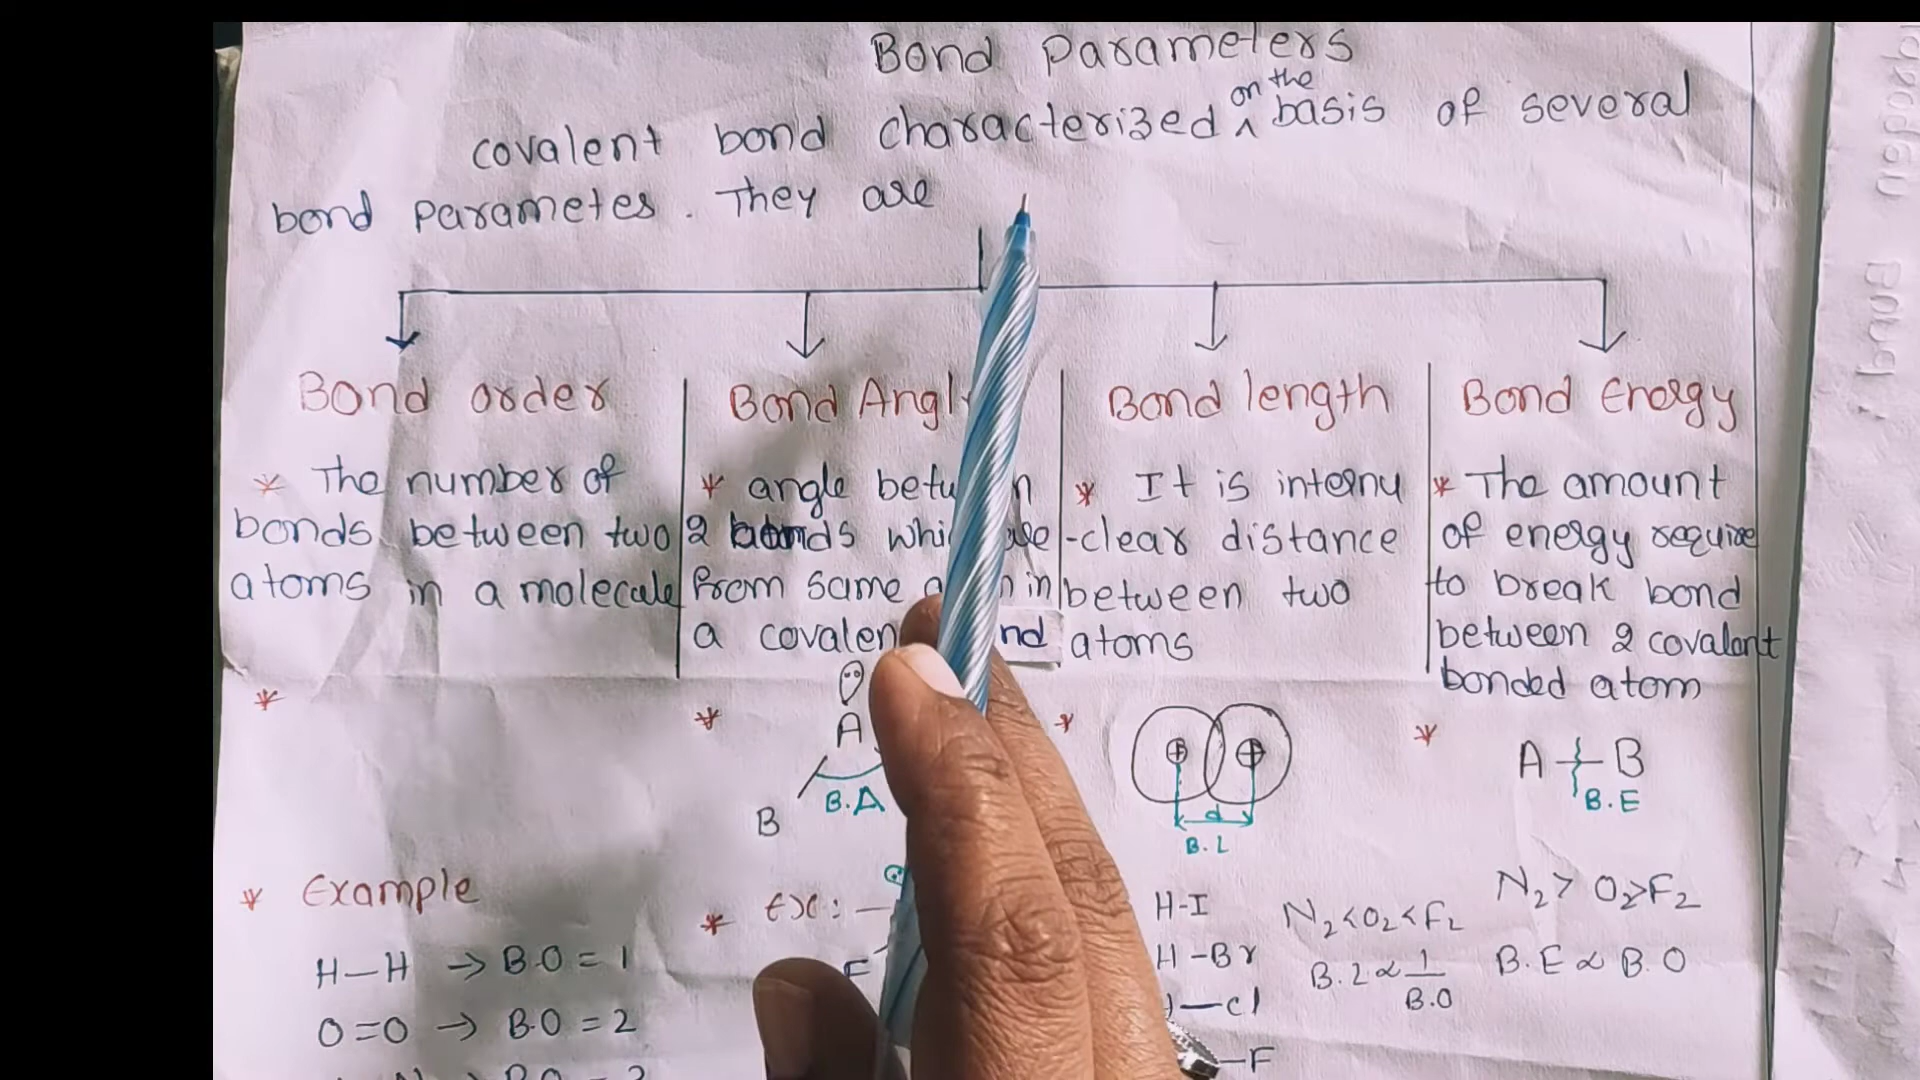 Bond Parameters
on the
covalent bond characterized ^ basis of several
bond parametes. They are
Bond order
* The number of
bonds between two
atoms in a molecule
*
* Example
H-H → B.O = 1
O=O → B.O = 2
Bond Angl
* angle betw n
2 bonds whi are
from same in
a covalen nd
*
A
B
B.A
* Ex: -
F
Bond length
* It is internu
-clear distance
between two
atoms
*
d
B.L
H-I
H-Br
-cl
-F
N2<O2<F2
B.L ∝ 1/B.O
Bond Energy
* The amount
of energy require
to break bond
between 2 covalent
bonded atom
*
A-B
B.E
N2>O2>F2
B.E ∝ B.O